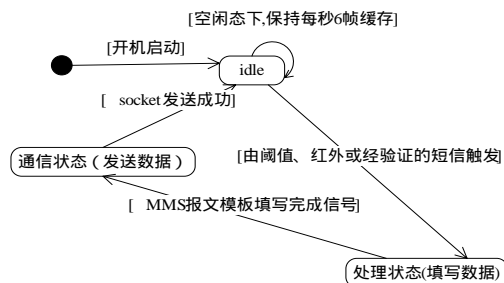 [空闲态下,保持每秒6帧缓存]
[开机启动]
idle
[ socket发送成功]
通信状态（发送数据）
[由阈值、红外或经验证的短信触发
[ MMS报文模板填写完成信号]
处理状态(填写数据)